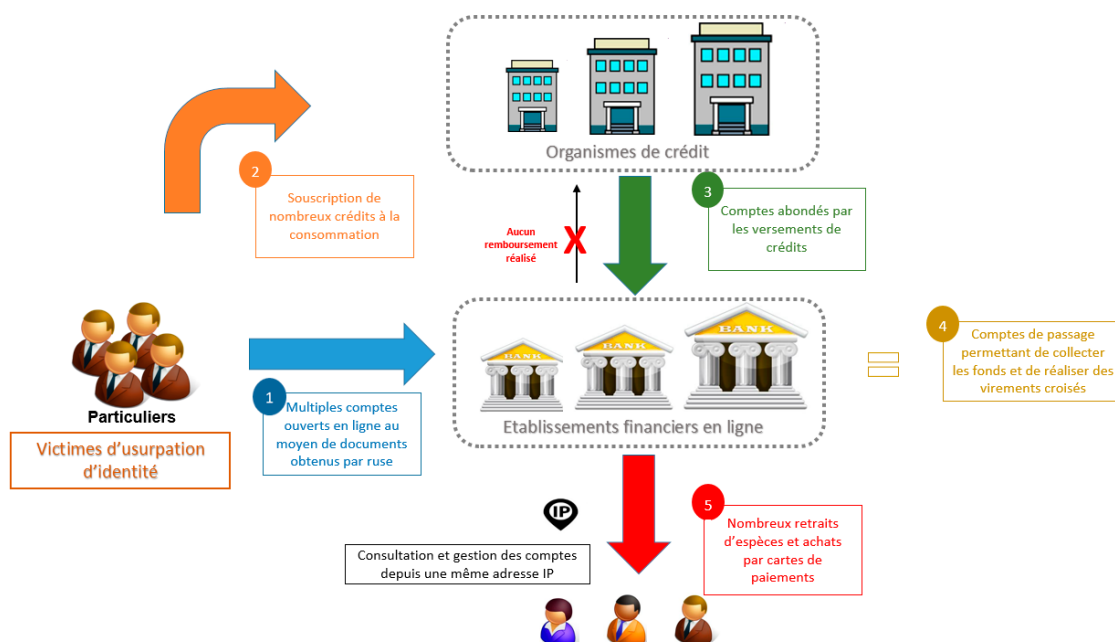 Organismes de crédit
2
Souscription de
nombreux crédits à la
consommation
3
Comptes abondés par
les versements de
crédits
Aucun
remboursement
réalisé
X
BANK
BANK
BANK
Etablissements financiers en ligne
4
Comptes de passage
permettant de collecter
les fonds et de réaliser des
virements croisés
Particuliers
Victimes d'usurpation
d'identité
1
Multiples comptes
ouverts en ligne au
moyen de documents
obtenus par ruse
IP
Consultation et gestion des comptes
depuis une même adresse IP
5
Nombreux retraits
d'espèces et achats
par cartes de
paiements